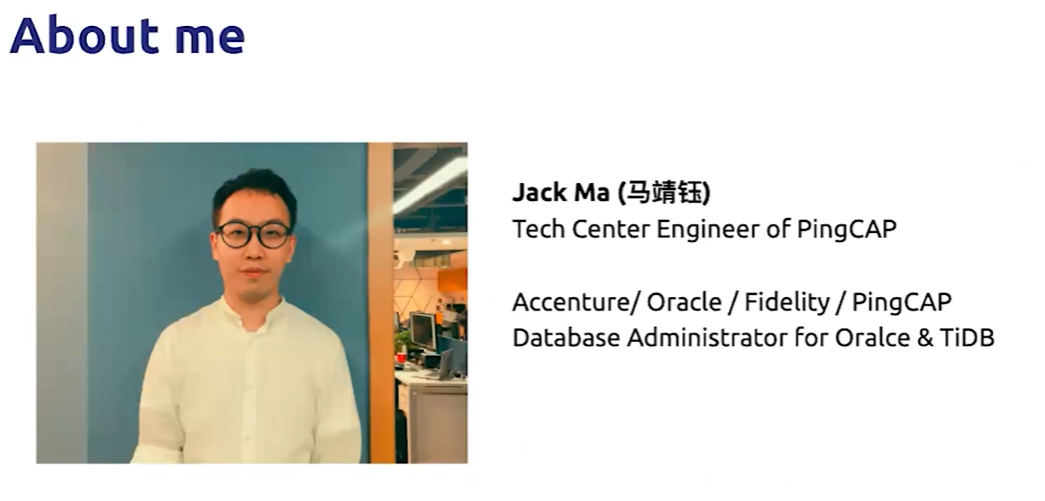 About me
Jack Ma (马靖钰)
Tech Center Engineer of PingCAP
Accenture/ Oracle / Fidelity / PingCAP
Database Administrator for Oralce & TiDB